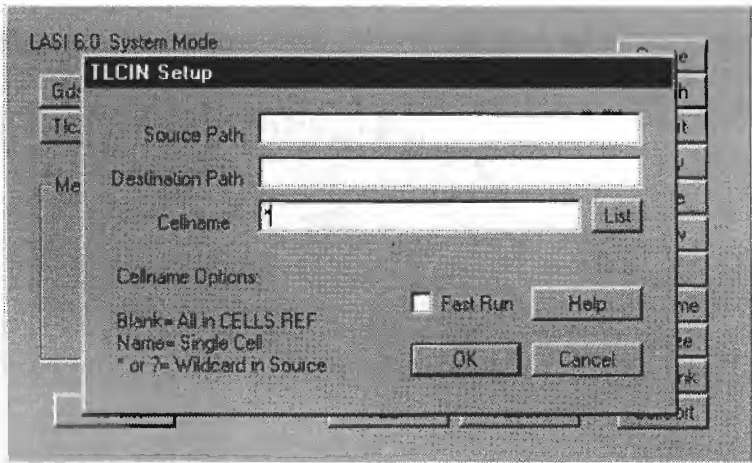 LASI 6.0 System Mode
TLCIN Setup
Source Path
Destination Path
Cellname
*
List
Cellname Options:
Blank= All in CELLS.REF
Name= Single Cell
* or ?= Wildcard in Source
Fast Run
Help
OK
Cancel